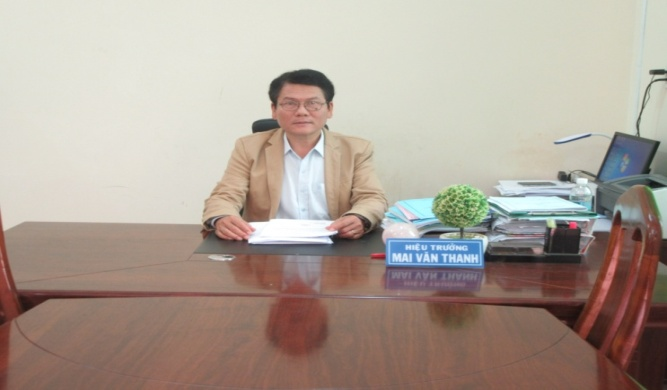 HIỆU TRƯỞNG
MAI VĂN THANH